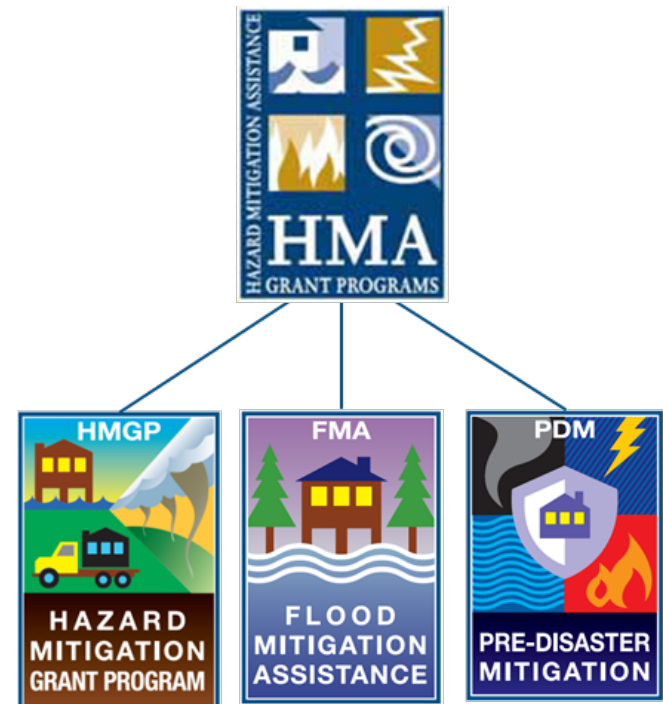 HAZARD MITIGATION ASSISTANCE
HMA
GRANT PROGRAMS
HMGP
HAZARD
MITIGATION
GRANT PROGRAM
FMA
FLOOD
MITIGATION
ASSISTANCE
PDM
PRE-DISASTER
MITIGATION